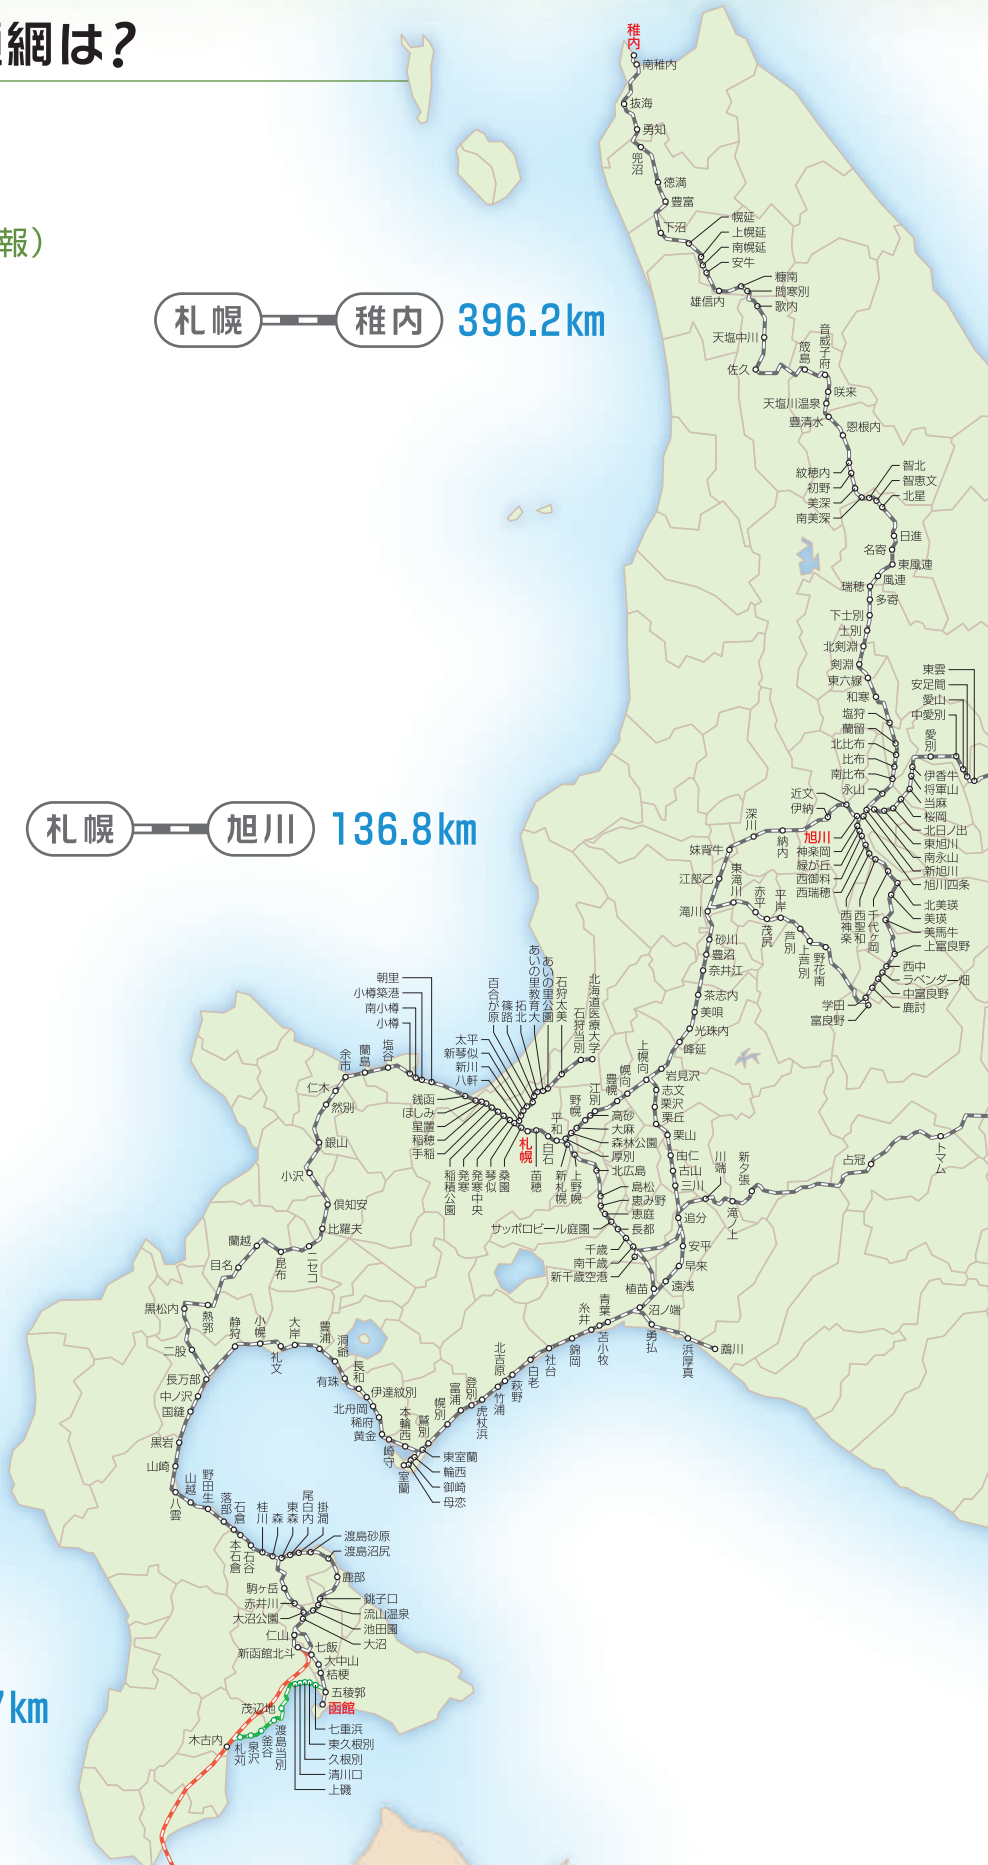 網は?
報)
札幌
稚内
396.2km
札幌
旭川
136.8km
7km
稚内
南稚内
抜海
勇知
兜沼
徳満
豊富
下沼
幌延
上幌延
南幌延
安牛
雄信内
糠南
問寒別
歌内
天塩中川
佐久
筬島
音威子府
咲来
天塩川温泉
豊清水
恩根内
紋穂内
初野
美深
南美深
智北
智恵文
北星
日進
名寄
東風連
風連
瑞穂
多寄
下士別
士別
北剣淵
剣淵
東六線
和寒
塩狩
蘭留
北比布
比布
南比布
永山
東雲
安足間
愛山
中愛別
愛別
伊香牛
将軍山
当麻
桜岡
北日ノ出
東旭川
南永山
新旭川
旭川四条
近文
伊納
旭川
神楽岡
緑が丘
西御料
西瑞穂
西神楽
西聖和
千代ヶ岡
北美瑛
美瑛
美馬牛
上富良野
西中
ラベンダー畑
中富良野
鹿討
学田
富良野
深川
納内
妹背牛
江部乙
滝川
東滝川
赤平
茂尻
平岸
芦別
上芦別
野花南
砂川
豊沼
奈井江
茶志内
美唄
光珠内
峰延
岩見沢
上幌向
幌向
豊幌
江別
野幌
高砂
大麻
森林公園
厚別
志文
栗沢
栗丘
栗山
由仁
古山
三川
追分
川端
新夕張
滝ノ上
占冠
トマム
安平
早来
遠浅
北海道医療大学
石狩当別
石狩太美
あいの里公園
あいの里教育大
拓北
篠路
百合が原
太平
新琴似
新川
八軒
朝里
小樽築港
南小樽
小樽
塩谷
蘭島
余市
仁木
然別
銀山
小沢
倶知安
比羅夫
ニセコ
昆布
蘭越
目名
熱郛
黒松内
二股
長万部
銭函
ほしみ
星置
稲穂
手稲
稲積公園
発寒
発寒中央
琴似
桑園
札幌
苗穂
白石
平和
新札幌
上野幌
北広島
島松
恵み野
恵庭
サッポロビール庭園
長都
千歳
南千歳
新千歳空港
植苗
沼ノ端
勇払
浜厚真
鵡川
苫小牧
青葉
糸井
錦岡
社台
白老
萩野
北吉原
竹浦
虎杖浜
登別
富浦
幌別
鷲別
東室蘭
輪西
御崎
母恋
室蘭
本輪西
崎守
黄金
稀府
北舟岡
伊達紋別
長和
有珠
洞爺
豊浦
大岸
礼文
小幌
静狩
中ノ沢
国縫
黒岩
山崎
八雲
山越
野田生
落部
石倉
本石倉
石谷
桂川
森
東森
尾白内
掛澗
渡島砂原
渡島沼尻
鹿部
銚子口
流山温泉
池田園
大沼
駒ヶ岳
赤井川
大沼公園
仁山
新函館北斗
七飯
大中山
桔梗
五稜郭
函館
七重浜
東久根別
久根別
清川口
上磯
茂辺地
渡島当別
釜谷
泉沢
札苅
木古内